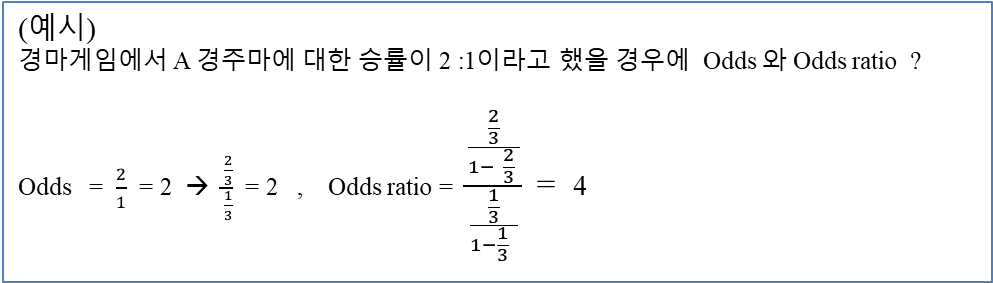 (예시)
경마게임에서 A 경주마에 대한 승률이 2 :1이라고 했을 경우에 Odds 와 Odds ratio ?
Odds = \frac{2}{1} = 2 → \frac{\frac{2}{3}}{\frac{1}{3}} = 2 , Odds ratio = \frac{\frac{\frac{2}{3}}{1-\frac{2}{3}}}{\frac{\frac{1}{3}}{1-\frac{1}{3}}} = 4